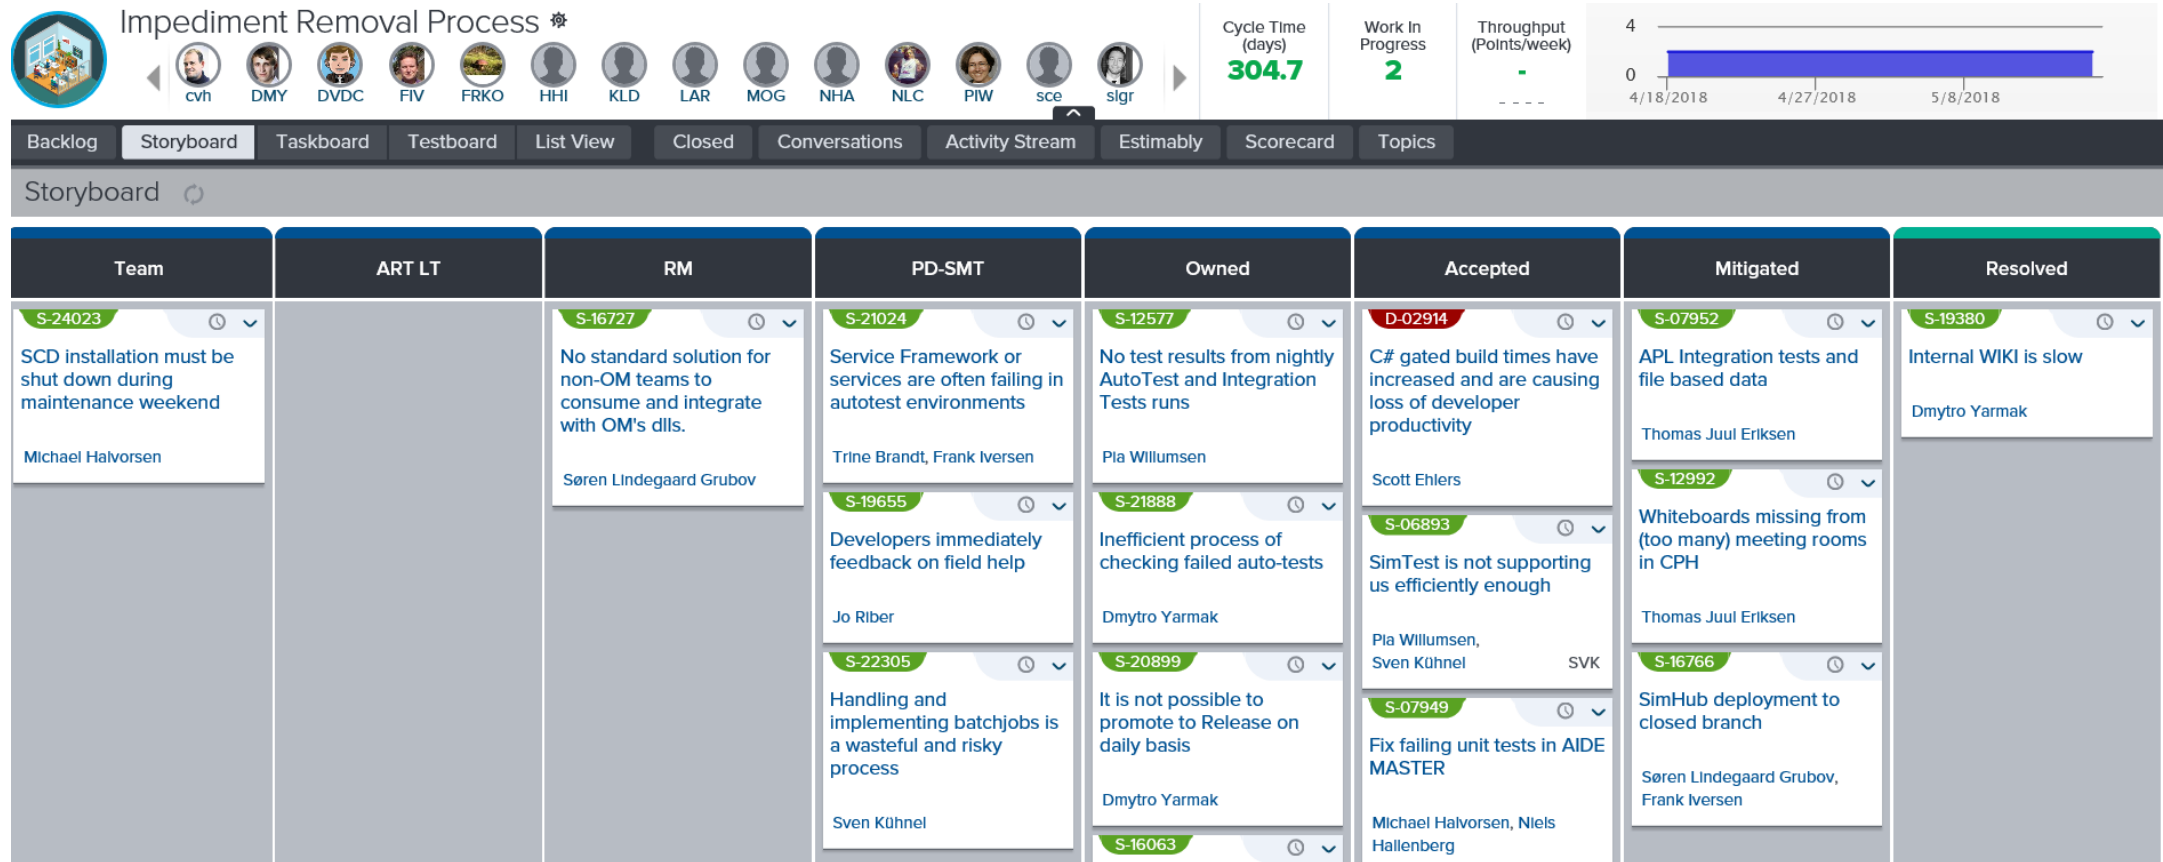 Impediment Removal Process
cvh DMY DVDC FIV FRKO HHI KLD LAR MOG NHA NLC PIW sce slgr
Cycle Time
(days)
304.7
Work In
Progress
2
Throughput
(Points/week)
-
- - - -
4
0
4/18/2018 4/27/2018 5/8/2018
Backlog Storyboard Taskboard Testboard List View Closed Conversations Activity Stream Estimably Scorecard Topics
Storyboard
Team
S-24023
SCD installation must be
shut down during
maintenance weekend
Michael Halvorsen
ART LT
RM
S-16727
No standard solution for
non-OM teams to
consume and integrate
with OM's dlls.
Søren Lindegaard Grubov
PD-SMT
S-21024
Service Framework or
services are often failing in
autotest environments
Trine Brandt, Frank Iversen
S-19655
Developers immediately
feedback on field help
Jo Riber
S-22305
Handling and
implementing batchjobs is
a wasteful and risky
process
Sven Kühnel
Owned
S-12577
No test results from nightly
AutoTest and Integration
Tests runs
Pia Willumsen
S-21888
Inefficient process of
checking failed auto-tests
Dmytro Yarmak
S-20899
It is not possible to
promote to Release on
daily basis
Dmytro Yarmak
S-16063
Accepted
D-02914
C# gated build times have
increased and are causing
loss of developer
productivity
Scott Ehlers
S-06893
SimTest is not supporting
us efficiently enough
Pia Willumsen,
Sven Kühnel SVK
S-07949
Fix failing unit tests in AIDE
MASTER
Michael Halvorsen, Niels
Hallenberg
Mitigated
S-07952
APL Integration tests and
file based data
Thomas Juul Eriksen
S-12992
Whiteboards missing from
(too many) meeting rooms
in CPH
Thomas Juul Eriksen
S-16766
SimHub deployment to
closed branch
Søren Lindegaard Grubov,
Frank Iversen
Resolved
S-19380
Internal WIKI is slow
Dmytro Yarmak